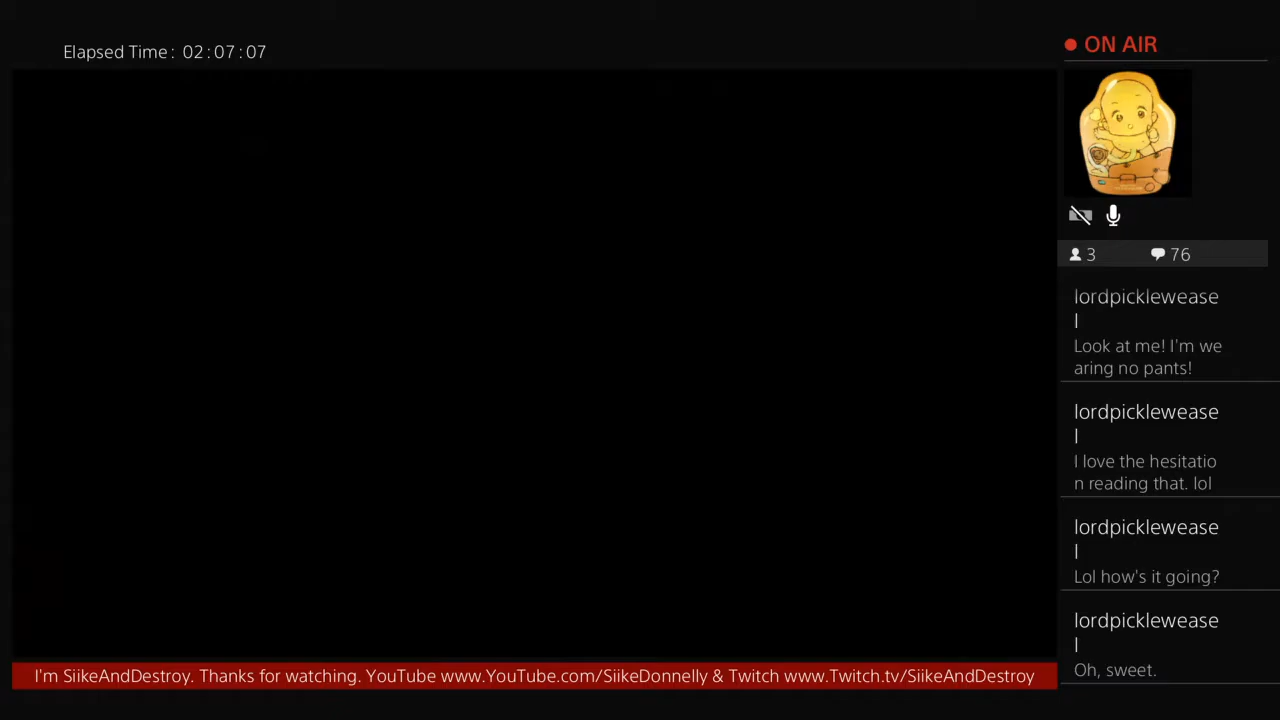 Elapsed Time: 02:07:07
ON AIR
3 76
lordpicklewease
l
Look at me! I'm we
aring no pants!
lordpicklewease
l
I love the hesitatio
n reading that. lol
lordpicklewease
l
Lol how's it going?
lordpicklewease
l
Oh, sweet.
I'm SiikeAndDestroy. Thanks for watching. YouTube www.YouTube.com/SiikeDonnelly & Twitch www.Twitch.tv/SiikeAndDestroy